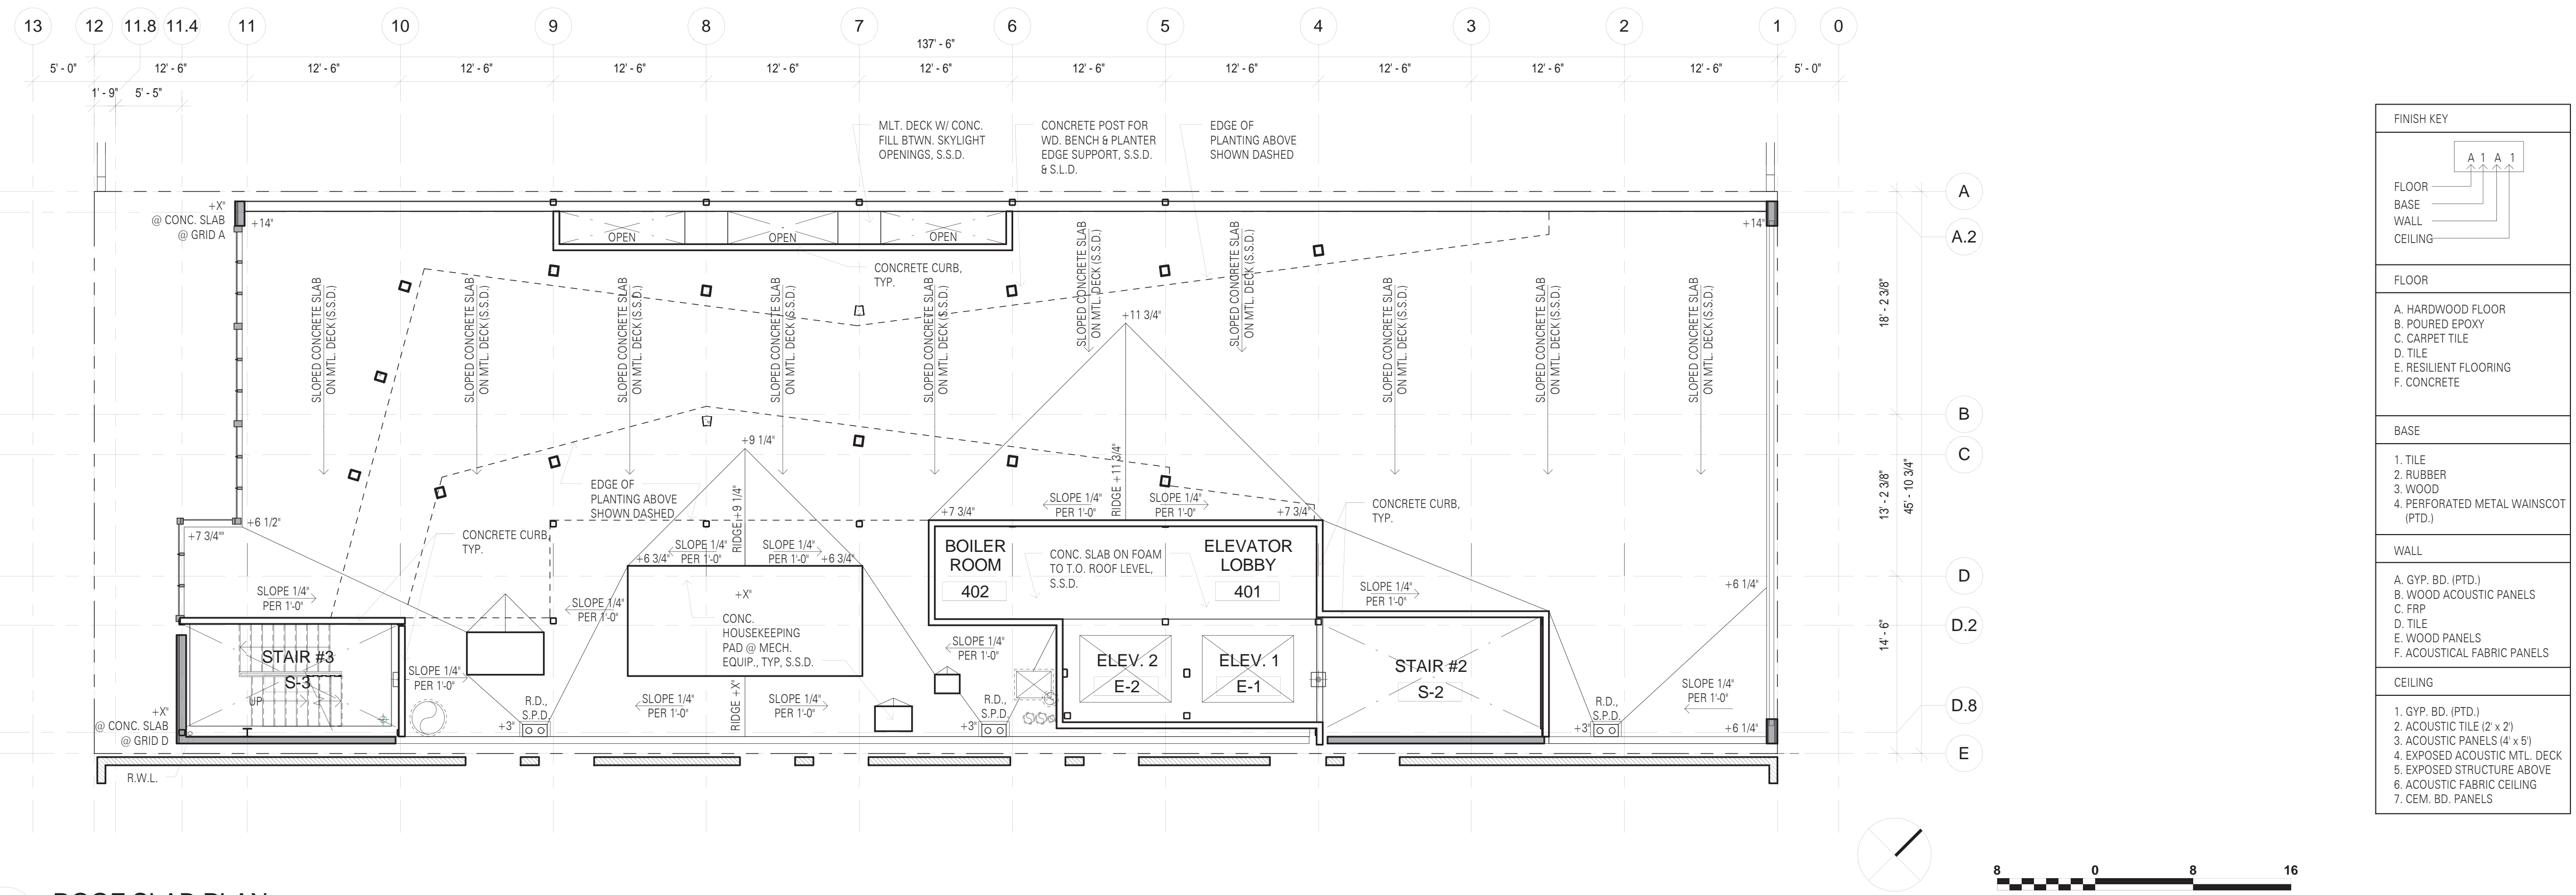 13
12
11.8
11.4
11
10
9
8
7
6
5
4
3
2
1
0
137' - 6"
5' - 0"
12' - 6"
12' - 6"
12' - 6"
12' - 6"
12' - 6"
12' - 6"
12' - 6"
12' - 6"
12' - 6"
12' - 6"
12' - 6"
5' - 0"
1' - 9"
5' - 5"
MLT. DECK W/ CONC.
FILL BTWN. SKYLIGHT
OPENINGS, S.S.D.
CONCRETE POST FOR
WD. BENCH & PLANTER
EDGE SUPPORT, S.S.D.
& S.L.D.
EDGE OF
PLANTING ABOVE
SHOWN DASHED
+X"
@ CONC. SLAB
@ GRID A
+14"
OPEN
OPEN
OPEN
+14"
CONCRETE CURB,
TYP.
SLOPED CONCRETE SLAB
ON MTL. DECK (S.S.D.)
SLOPED CONCRETE SLAB
ON MTL. DECK (S.S.D.)
SLOPED CONCRETE SLAB
ON MTL. DECK (S.S.D.)
SLOPED CONCRETE SLAB
ON MTL. DECK (S.S.D.)
SLOPED CONCRETE SLAB
ON MTL. DECK (S.S.D.)
SLOPED CONCRETE SLAB
ON MTL. DECK (S.S.D.)
SLOPED CONCRETE SLAB
ON MTL. DECK (S.S.D.)
SLOPED CONCRETE SLAB
ON MTL. DECK (S.S.D.)
SLOPED CONCRETE SLAB
ON MTL. DECK (S.S.D.)
SLOPED CONCRETE SLAB
ON MTL. DECK (S.S.D.)
+11 3/4"
+9 1/4"
EDGE OF
PLANTING ABOVE
SHOWN DASHED
RIDGE +9 1/4"
RIDGE +11 3/4"
SLOPE 1/4"
PER 1'-0"
SLOPE 1/4"
PER 1'-0"
+7 3/4"
+7 3/4"
CONCRETE CURB,
TYP.
+6 1/2"
+7 3/4""
CONCRETE CURB,
TYP.
+6 3/4"
SLOPE 1/4"
PER 1'-0"
SLOPE 1/4"
PER 1'-0"
+6 3/4"
BOILER
ROOM
402
CONC. SLAB ON FOAM
TO T.O. ROOF LEVEL,
S.S.D.
ELEVATOR
LOBBY
401
SLOPE 1/4"
PER 1'-0"
+6 1/4"
SLOPE 1/4"
PER 1'-0"
SLOPE 1/4"
PER 1'-0"
+X"
CONC.
HOUSEKEEPING
PAD @ MECH.
EQUIP., TYP, S.S.D.
SLOPE 1/4"
PER 1'-0"
STAIR #3
S-3
UP
SLOPE 1/4"
PER 1'-0"
ELEV. 2
E-2
ELEV. 1
E-1
STAIR #2
S-2
+X"
@ CONC. SLAB
@ GRID D
R.W.L.
R.D.,
S.P.D.
+3"
SLOPE 1/4"
PER 1'-0"
RIDGE +X"
SLOPE 1/4"
PER 1'-0"
R.D.,
S.P.D.
+3"
R.D.,
S.P.D.
+3"
SLOPE 1/4"
PER 1'-0"
+6 1/4"
A
A.2
B
C
D
D.2
D.8
E
18' - 2 3/8"
13' - 2 3/8"
45' - 10 3/4"
14' - 6"
FINISH KEY
A 1 A 1
FLOOR
BASE
WALL
CEILING
FLOOR
A. HARDWOOD FLOOR
B. POURED EPOXY
C. CARPET TILE
D. TILE
E. RESILIENT FLOORING
F. CONCRETE
BASE
1. TILE
2. RUBBER
3. WOOD
4. PERFORATED METAL WAINSCOT
(PTD.)
WALL
A. GYP. BD. (PTD.)
B. WOOD ACOUSTIC PANELS
C. FRP
D. TILE
E. WOOD PANELS
F. ACOUSTICAL FABRIC PANELS
CEILING
1. GYP. BD. (PTD.)
2. ACOUSTIC TILE (2' x 2')
3. ACOUSTIC PANELS (4' x 5')
4. EXPOSED ACOUSTIC MTL. DECK
5. EXPOSED STRUCTURE ABOVE
6. ACOUSTIC FABRIC CEILING
7. CEM. BD. PANELS
8
0
8
16
ROOF SLAB PLAN